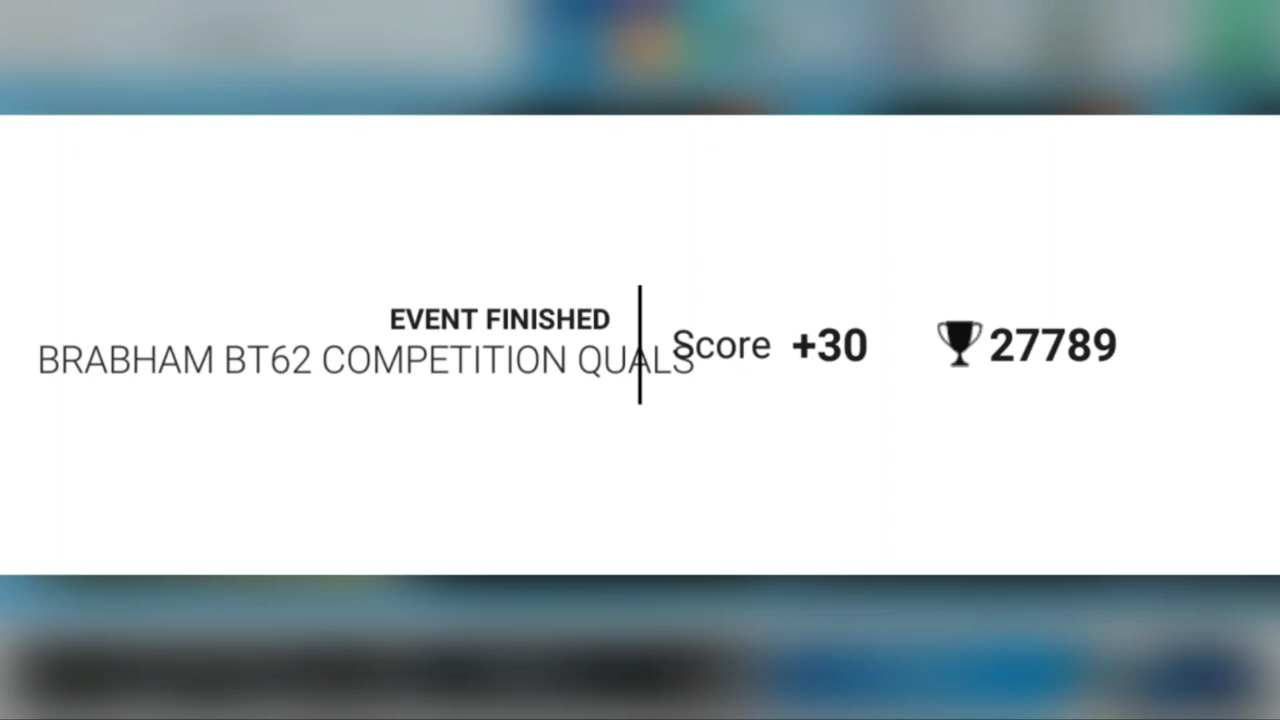 EVENT FINISHED
BRABHAM BT62 COMPETITION QUALS
Score +30 27789